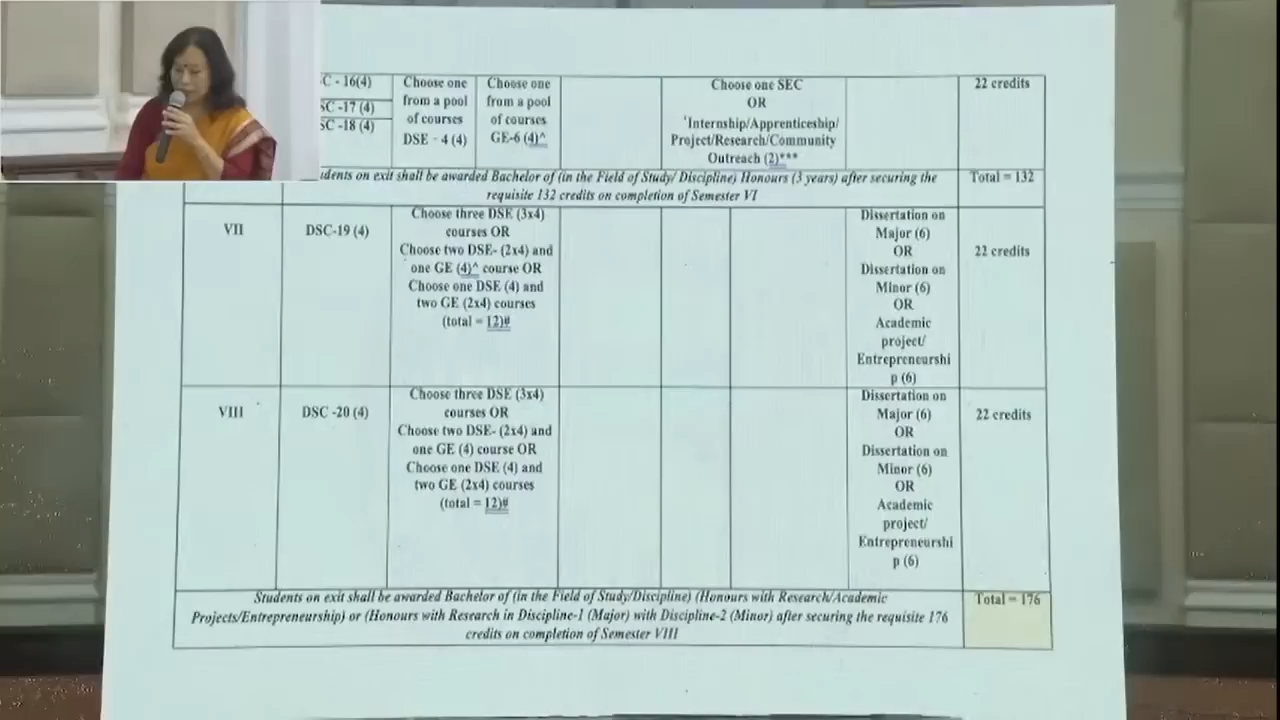 C - 16(4)
SC -17 (4)
SC -18 (4)
Choose one
from a pool
of courses
DSE - 4 (4)
Choose one
from a pool
of courses
GE-6 (4)^
Choose one SEC
OR
'Internship/Apprenticeship/
Project/Research/Community
Outreach (2)***
22 credits
idents on exit shall be awarded Bachelor of (in the Field of Study/ Discipline) Honours (3 years) after securing the
requisite 132 credits on completion of Semester VI
Total = 132
VII
DSC-19 (4)
Choose three DSE (3x4)
courses OR
Choose two DSE- (2x4) and
one GE (4)^ course OR
Choose one DSE (4) and
two GE (2x4) courses
(total = 12)#
Dissertation on
Major (6)
OR
Dissertation on
Minor (6)
OR
Academic
project/
Entrepreneurshi
p (6)
22 credits
VIII
DSC -20 (4)
Choose three DSE (3x4)
courses OR
Choose two DSE- (2x4) and
one GE (4) course OR
Choose one DSE (4) and
two GE (2x4) courses
(total = 12)#
Dissertation on
Major (6)
OR
Dissertation on
Minor (6)
OR
Academic
project/
Entrepreneurshi
p (6)
22 credits
Students on exit shall be awarded Bachelor of (in the Field of Study/Discipline) (Honours with Research/Academic
Projects/Entrepreneurship) or (Honours with Research in Discipline-1 (Major) with Discipline-2 (Minor) after securing the requisite 176
credits on completion of Semester VIII
Total = 176